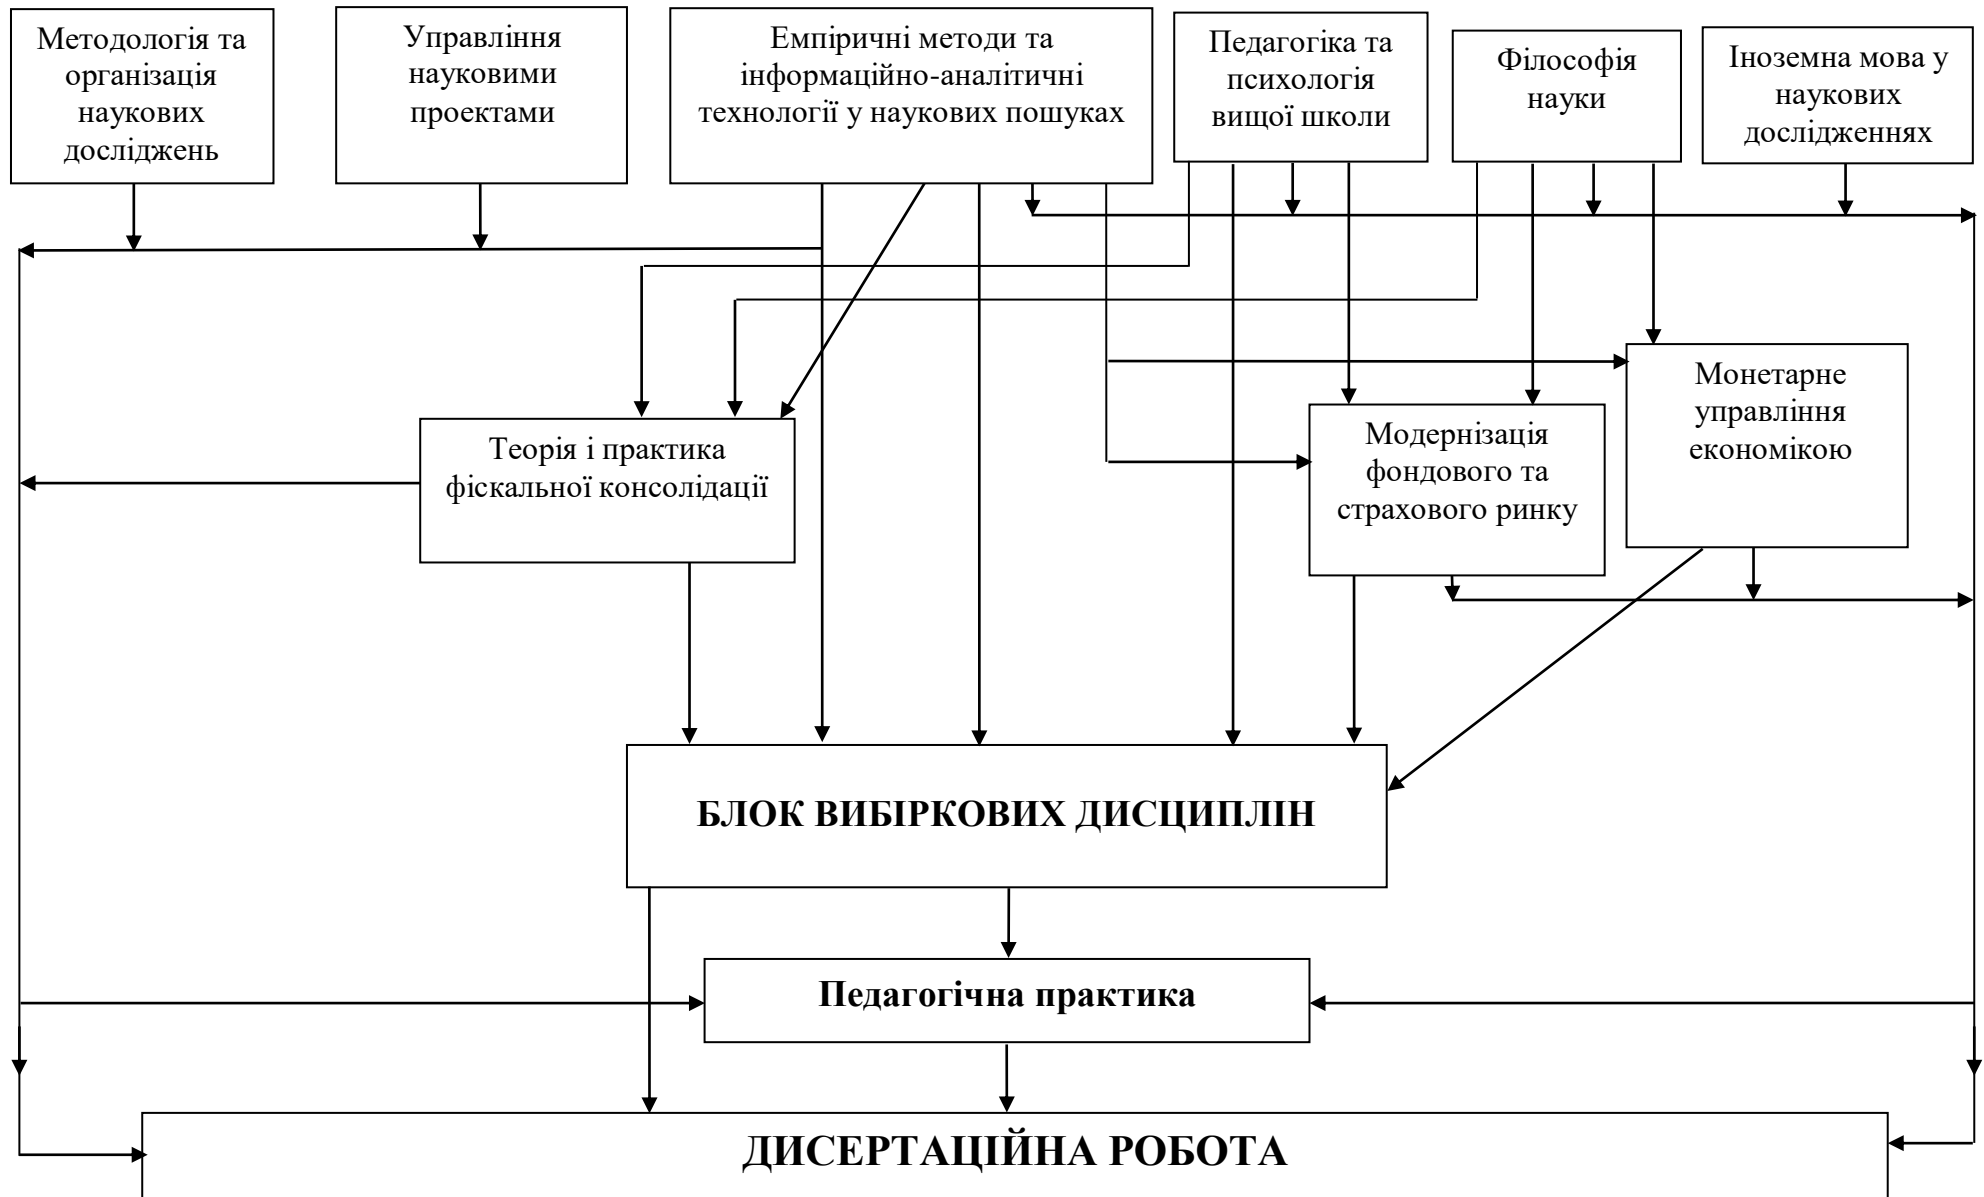 Методологія та
організація
наукових
досліджень
Управління
науковими
проектами
Емпіричні методи та
інформаційно-аналітичні
технології у наукових пошуках
Педагогіка та
психологія
вищої школи
Філософія
науки
Іноземна мова у
наукових
дослідженнях
Монетарне
управління
економікою
Теорія і практика
фіскальної консолідації
Модернізація
фондового та
страхового ринку
БЛОК ВИБІРКОВИХ ДИСЦИПЛІН
Педагогічна практика
ДИСЕРТАЦІЙНА РОБОТА